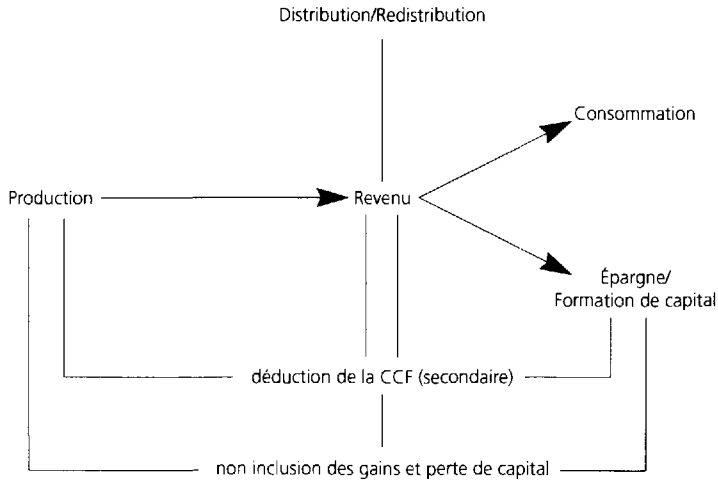 Distribution/Redistribution
Consommation
Production
Revenu
Épargne/
Formation de capital
déduction de la CCF (secondaire)
non inclusion des gains et perte de capital